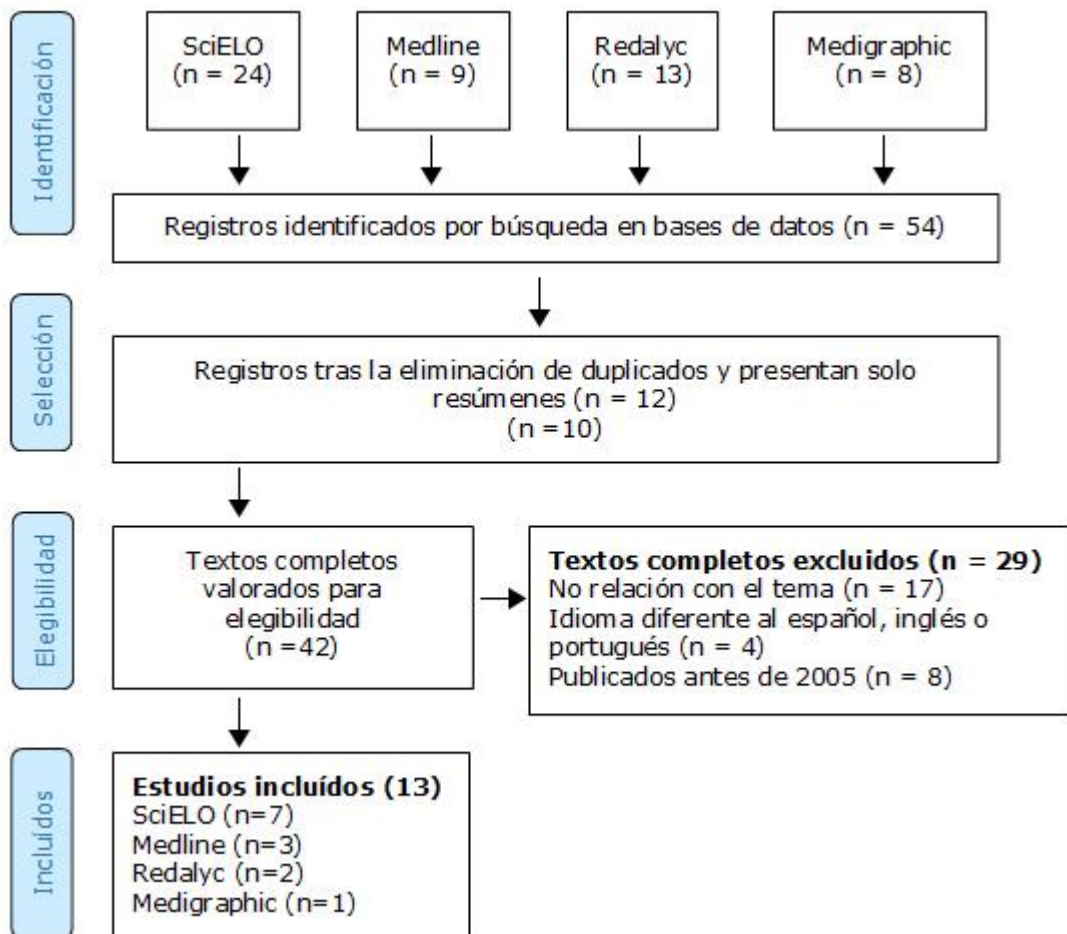 Identificación
SciELO
(n = 24)
Medline
(n = 9)
Redalyc
(n = 13)
Medigraphic
(n = 8)
Registros identificados por búsqueda en bases de datos (n = 54)
Selección
Registros tras la eliminación de duplicados y presentan solo
resúmenes (n = 12)
(n =10)
Elegibilidad
Textos completos
valorados para
elegibilidad
(n =42)
Textos completos excluidos (n = 29)
No relación con el tema (n = 17)
Idioma diferente al español, inglés o
portugués (n = 4)
Publicados antes de 2005 (n = 8)
Incluídos
Estudios incluídos (13)
SciELO (n=7)
Medline (n=3)
Redalyc (n=2)
Medigraphic (n=1)